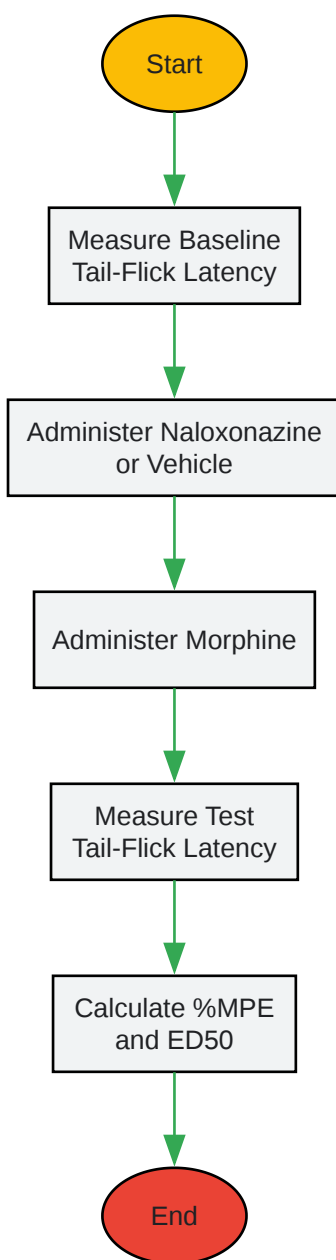 Start
Measure Baseline
Tail-Flick Latency
Administer Naloxonazine
or Vehicle
Administer Morphine
Measure Test
Tail-Flick Latency
Calculate %MPE
and ED50
End